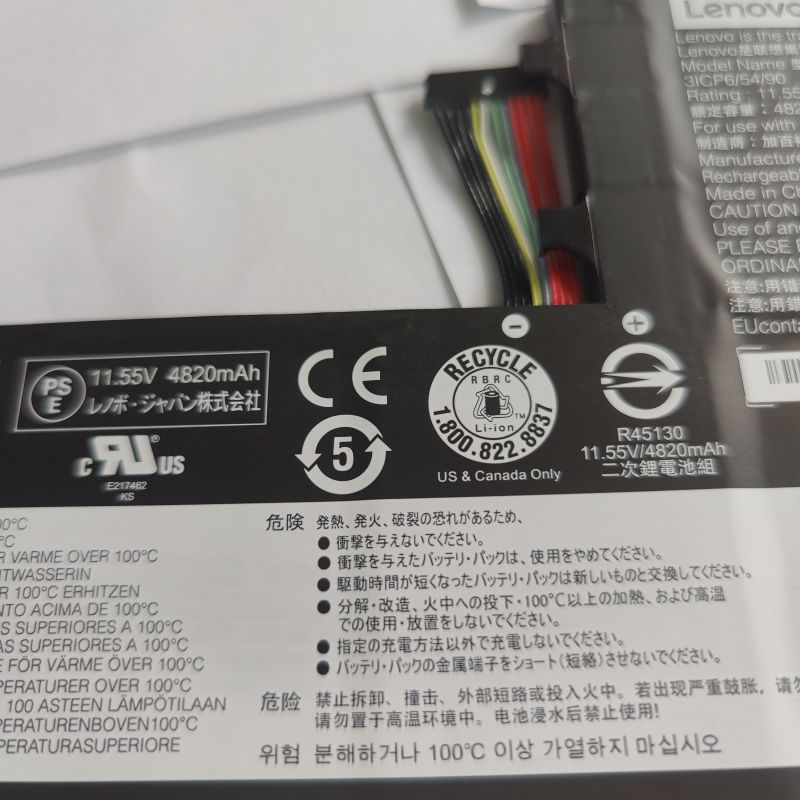 Lenovo
Lenovo is the tru
Lenovo是联想集
Model Name 型
3ICP6/54/90
Rating : 11.55
额定容量 : 482
For use with
制造商 : 加百裕
Manufacture
Rechargeabl
Made in Ch
CAUTION
Use of an
PLEASE
ORDINA
注意:用错
注意:用錯
EUconta
PS
E
11.55V 4820mAh
レノボ・ジャパン株式会社
CE
RECYCLE
RBRC
Li-ion
TM
1.800.822.8837
US & Canada Only
R45130
11.55V/4820mAh
二次鋰電池組
c RU ® US
E217462
KS
5
00°C
°C
R VARME OVER 100°C
NTWASSERIN
R 100°C ERHITZEN
NTO ACIMA DE 100°C
AS SUPERIORES A 100°C
AS SUPERIORES A 100°C
E FÖR VÄRME ÖVER 100°C
PERATURER OVER 100°C
100 ASTEEN LÄMPÖTILAAN
PERATURENBOVEN100°C
PERATURASUPERIORE
危険 発熱、発火、破裂の恐れがあるため、
● 衝撃を与えないでください。
● 衝撃を与えたバッテリ・パックは、使用をやめてください。
● 駆動時間が短くなったバッテリ・パックは新しいものと交換してください。
● 分解・改造、火中への投下・100°C以上の加熱、および高温
での使用・放置をしないでください。
● 指定の充電方法以外で充電しないでください。
● バッテリ・パックの金属端子をショート（短絡）させないでください。
危险 禁止拆卸、撞击、外部短路或投入火中。若出现严重鼓胀，请勿
请勿置于高温环境中。电池浸水后禁止使用!
위험 분해하거나 100°C 이상 가열하지 마십시오